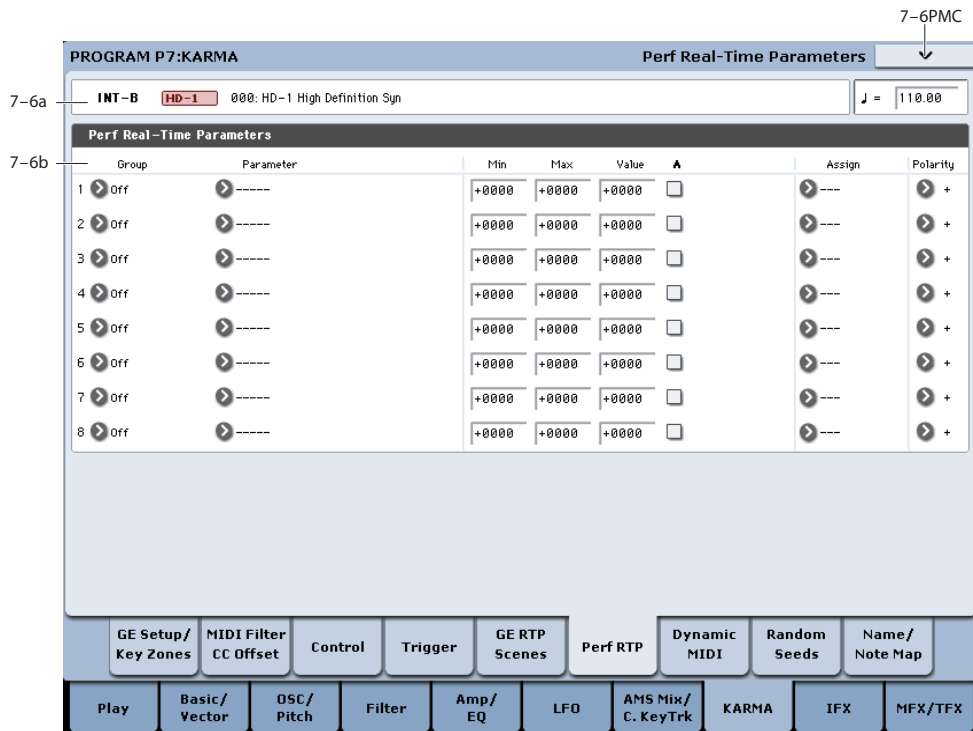 7–6PMC
PROGRAM P7:KARMA Perf Real-Time Parameters
7–6a INT-B HD-1 000: HD-1 High Definition Syn ♩ = 110.00
Perf Real-Time Parameters
7–6b Group Parameter Min Max Value A Assign Polarity
1 Off ----- +0000 +0000 +0000 --- +
2 Off ----- +0000 +0000 +0000 --- +
3 Off ----- +0000 +0000 +0000 --- +
4 Off ----- +0000 +0000 +0000 --- +
5 Off ----- +0000 +0000 +0000 --- +
6 Off ----- +0000 +0000 +0000 --- +
7 Off ----- +0000 +0000 +0000 --- +
8 Off ----- +0000 +0000 +0000 --- +
GE Setup/ MIDI Filter Control Trigger GE RTP Perf RTP Dynamic Random Name/
Key Zones CC Offset Scenes MIDI Seeds Note Map
Play Basic/ OSC/ Filter Amp/ LFO AMS Mix/ KARMA IFX MFX/TFX
Vector Pitch EQ C. KeyTrk